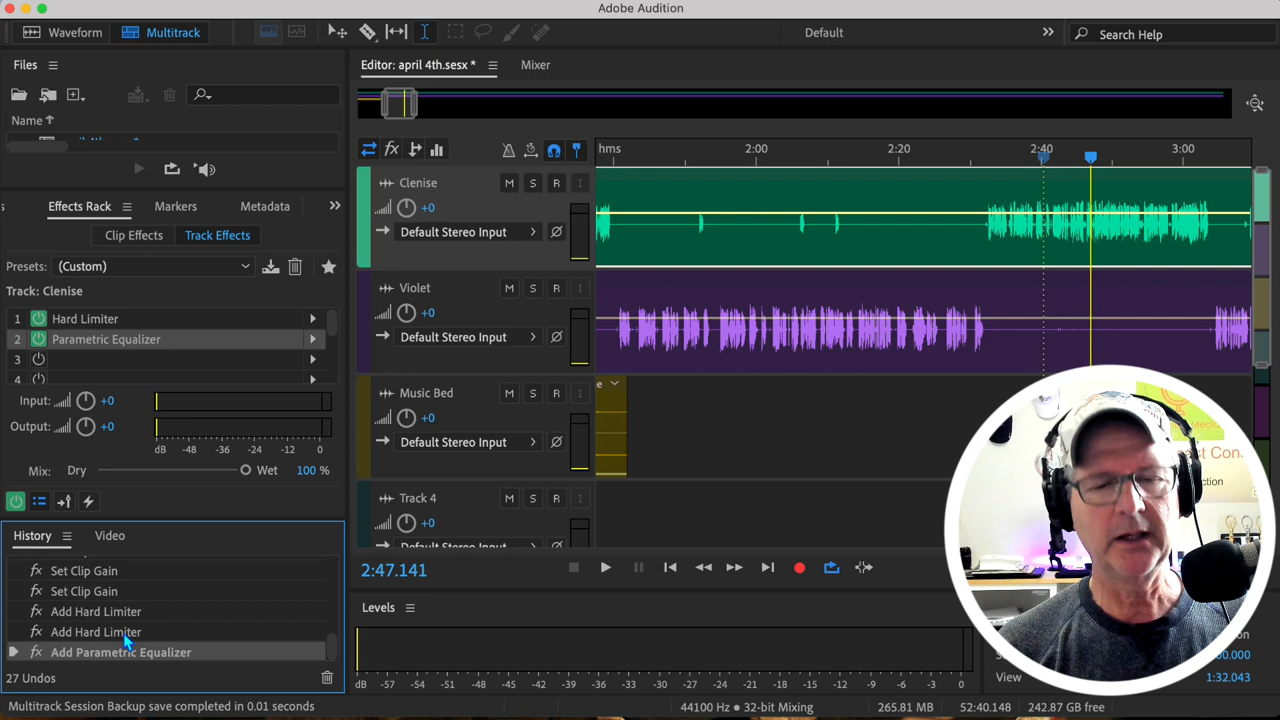 Adobe Audition
Waveform
Multitrack
Default
Search Help
Files
Name
Editor: april 4th.sesx *
Mixer
hms
2:00
2:20
2:40
3:00
Effects Rack
Markers
Metadata
Clip Effects
Track Effects
Presets: (Custom)
Track: Clenise
1 Hard Limiter
2 Parametric Equalizer
3
4
Input: +0
Output: +0
dB -48 -36 -24 -12 0
Mix: Dry Wet 100 %
Clenise M S R I
+0
Default Stereo Input
Violet M S R I
+0
Default Stereo Input
Music Bed M S R I
+0
Default Stereo Input
e
Track 4 M S R I
+0
History
Video
Set Clip Gain
Set Clip Gain
Add Hard Limiter
Add Hard Limiter
Add Parametric Equalizer
27 Undos
2:47.141
Levels
dB -57 -54 -51 -48 -45 -42 -39 -36 -33 -30 -27 -24 -21 -18 -15 -12 -9 -6 -3 0
View 1:32.043
Multitrack Session Backup save completed in 0.01 seconds
44100 Hz • 32-bit Mixing
265.81 MB
52:40.148
242.87 GB free